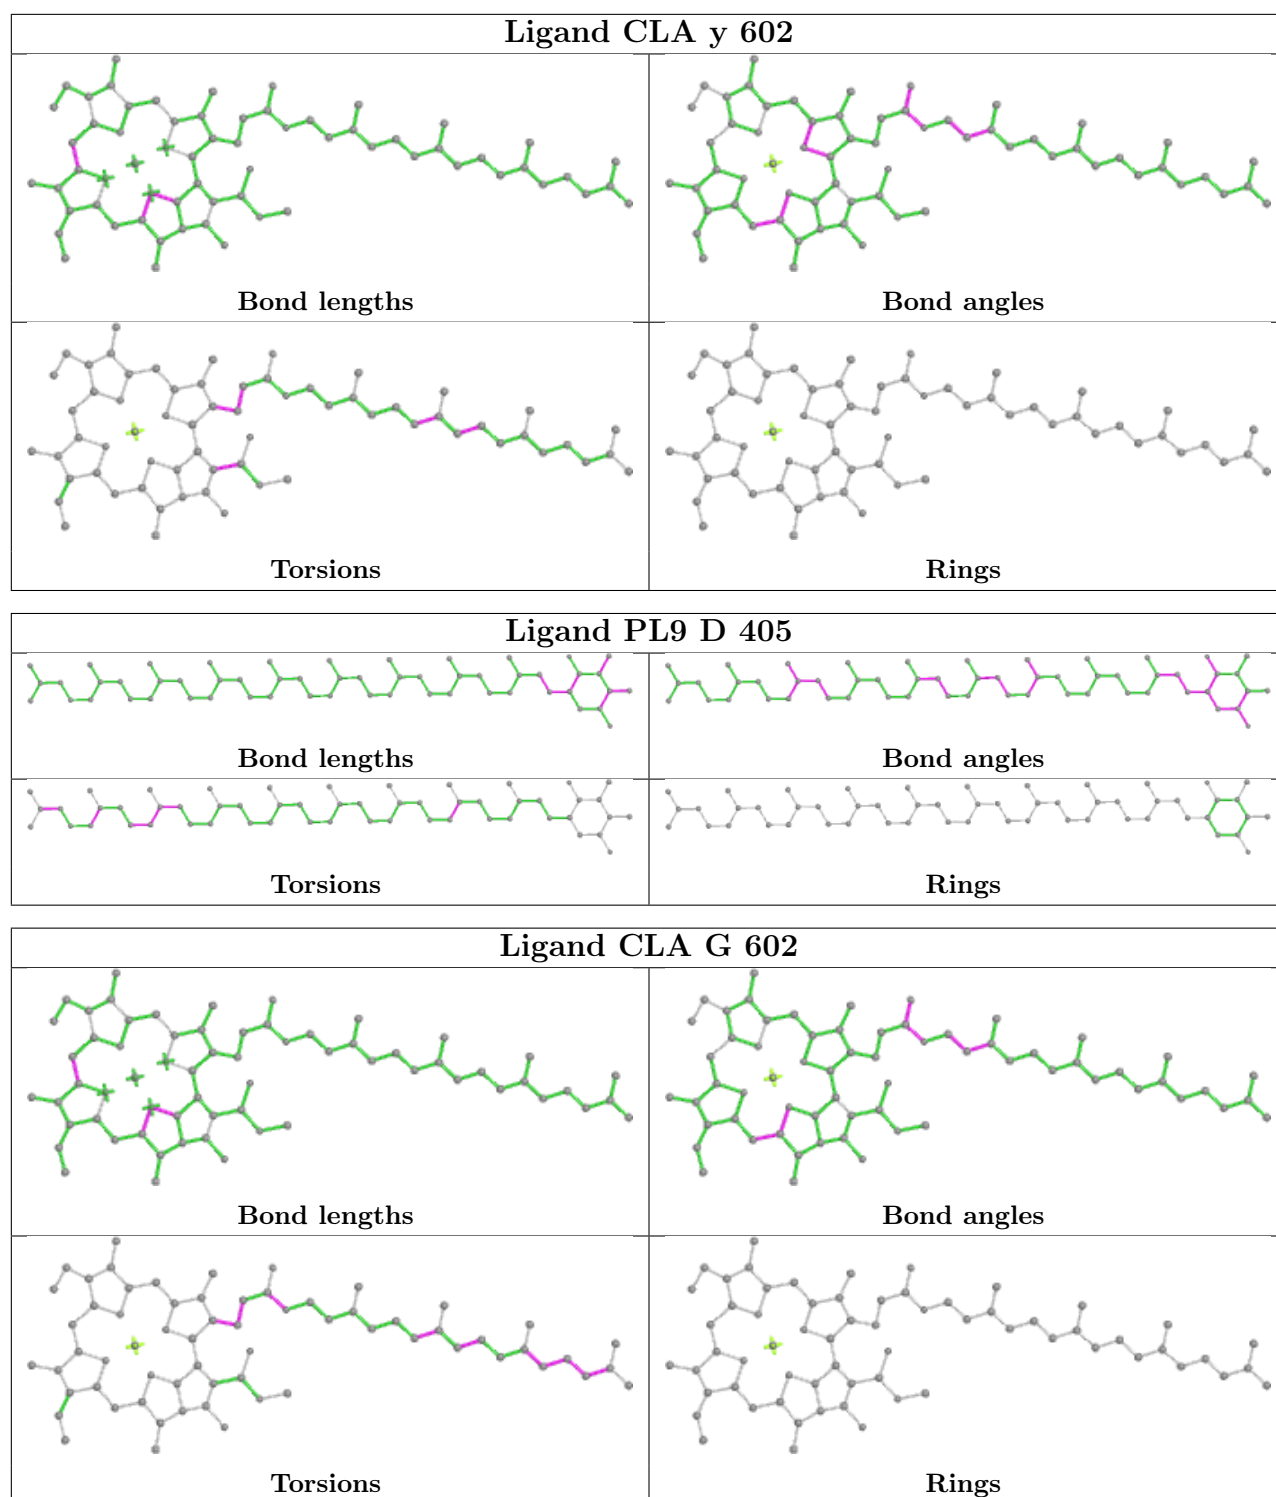 Ligand CLA y 602
Bond lengths
Bond angles
Torsions
Rings
Ligand PL9 D 405
Bond lengths
Bond angles
Torsions
Rings
Ligand CLA G 602
Bond lengths
Bond angles
Torsions
Rings